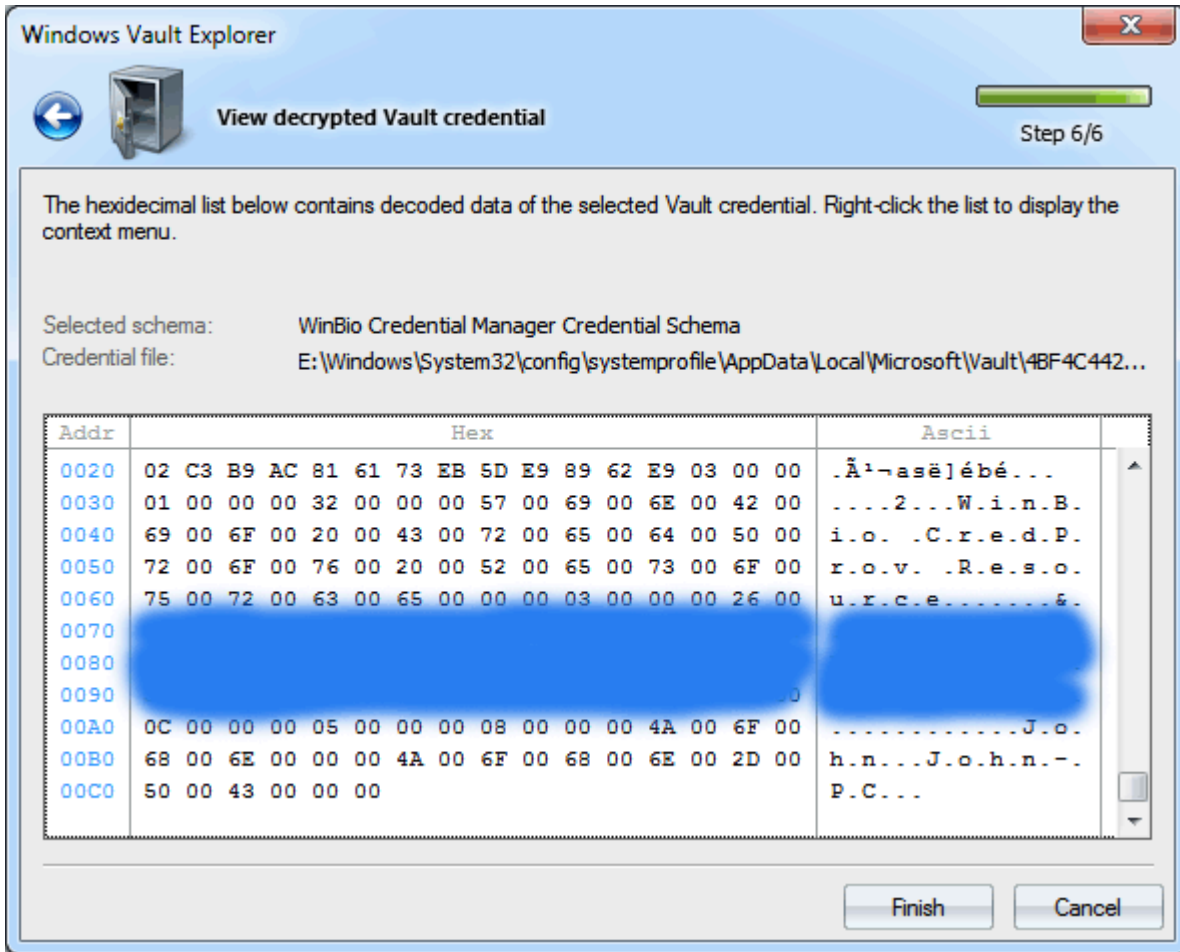 Windows Vault Explorer
View decrypted Vault credential
Step 6/6
The hexidecimal list below contains decoded data of the selected Vault credential. Right-click the list to display the
context menu.
Selected schema: WinBio Credential Manager Credential Schema
Credential file: E:\Windows\System32\config\systemprofile\AppData\Local\Microsoft\Vault\4BF4C442...
Addr Hex Ascii
0020 02 C3 B9 AC 81 61 73 EB 5D E9 89 62 E9 03 00 00 .Ã¹¬asë]ébé...
0030 01 00 00 00 32 00 00 00 57 00 69 00 6E 00 42 00 ....2...W.i.n.B.
0040 69 00 6F 00 20 00 43 00 72 00 65 00 64 00 50 00 i.o. .C.r.e.d.P.
0050 72 00 6F 00 76 00 20 00 52 00 65 00 73 00 6F 00 r.o.v. .R.e.s.o.
0060 75 00 72 00 63 00 65 00 00 00 03 00 00 00 26 00 u.r.c.e.......&.
0070
0080
0090
00A0 0C 00 00 00 05 00 00 00 08 00 00 00 4A 00 6F 00 ............J.o.
00B0 68 00 6E 00 00 00 4A 00 6F 00 68 00 6E 00 2D 00 h.n...J.o.h.n.-.
00C0 50 00 43 00 00 00 P.C...
Finish Cancel